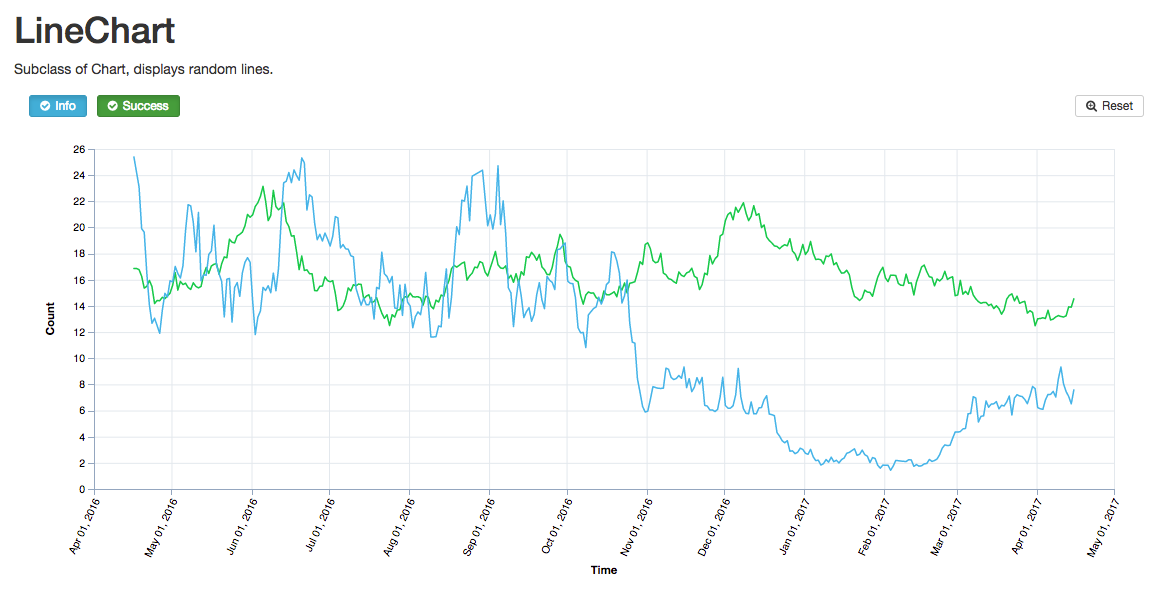 LineChart
Subclass of Chart, displays random lines.
Info Success Reset
26
24
22
20
18
16
14
12
10
8
6
4
2
0
Count
Apr 01, 2016 May 01, 2016 Jun 01, 2016 Jul 01, 2016 Aug 01, 2016 Sep 01, 2016 Oct 01, 2016 Nov 01, 2016 Dec 01, 2016 Jan 01, 2017 Feb 01, 2017 Mar 01, 2017 Apr 01, 2017 May 01, 2017
Time